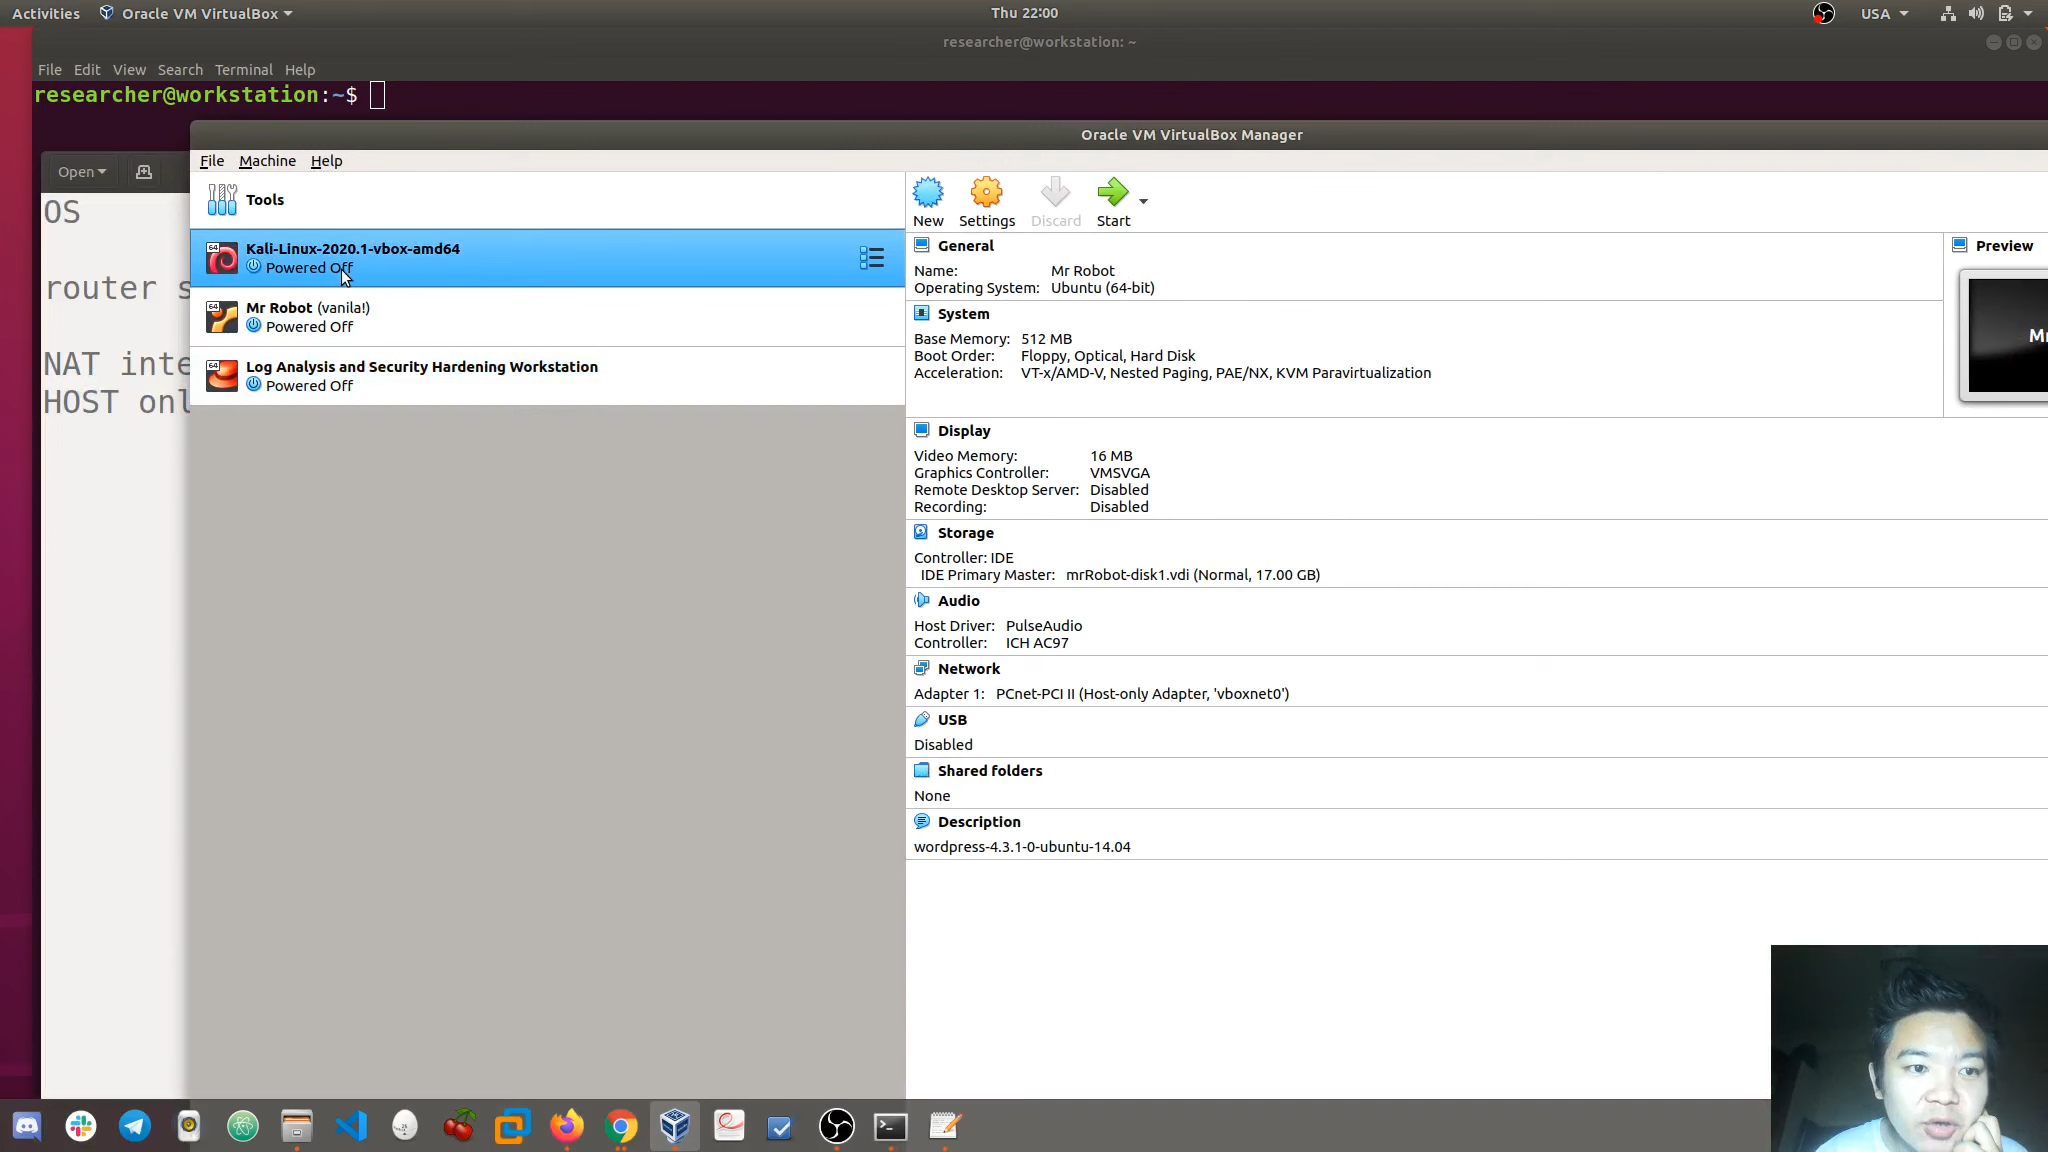 Activities
Oracle VM VirtualBox
Thu 22:00
USA
researcher@workstation: ~
File Edit View Search Terminal Help
researcher@workstation:~$
Oracle VM VirtualBox Manager
File Machine Help
Open
OS
router s
NAT inte
HOST onl
Tools
64
Kali-Linux-2020.1-vbox-amd64
Powered Off
64
Mr Robot (vanila!)
Powered Off
64
Log Analysis and Security Hardening Workstation
Powered Off
New Settings Discard Start
General
Name: Mr Robot
Operating System: Ubuntu (64-bit)
Preview
System
Base Memory: 512 MB
Boot Order: Floppy, Optical, Hard Disk
Acceleration: VT-x/AMD-V, Nested Paging, PAE/NX, KVM Paravirtualization
Display
Video Memory: 16 MB
Graphics Controller: VMSVGA
Remote Desktop Server: Disabled
Recording: Disabled
Storage
Controller: IDE
IDE Primary Master: mrRobot-disk1.vdi (Normal, 17.00 GB)
Audio
Host Driver: PulseAudio
Controller: ICH AC97
Network
Adapter 1: PCnet-PCI II (Host-only Adapter, 'vboxnet0')
USB
Disabled
Shared folders
None
Description
wordpress-4.3.1-0-ubuntu-14.04